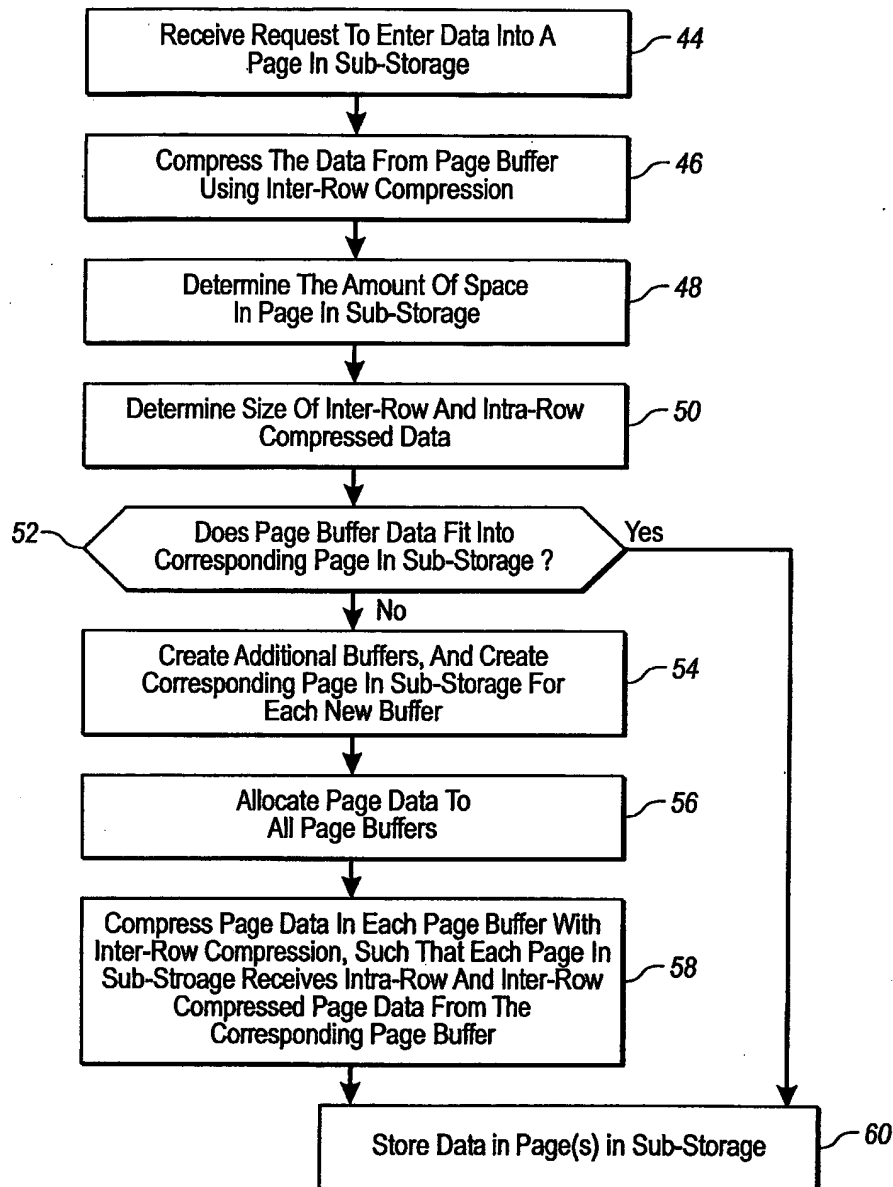 Receive Request To Enter Data Into A
Page In Sub-Storage
44
Compress The Data From Page Buffer
Using Inter-Row Compression
46
Determine The Amount Of Space
In Page In Sub-Storage
48
Determine Size Of Inter-Row And Intra-Row
Compressed Data
50
52
Does Page Buffer Data Fit Into
Corresponding Page In Sub-Storage ?
Yes
No
Create Additional Buffers, And Create
Corresponding Page In Sub-Storage For
Each New Buffer
54
Allocate Page Data To
All Page Buffers
56
Compress Page Data In Each Page Buffer With
Inter-Row Compression, Such That Each Page In
Sub-Stroage Receives Intra-Row And Inter-Row
Compressed Page Data From The
Corresponding Page Buffer
58
Store Data in Page(s) in Sub-Storage
60